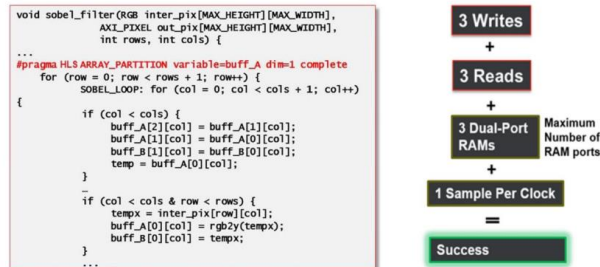 void sobel_filter(RGB inter_pix[MAX_HEIGHT][MAX_WIDTH],
AXI_PIXEL out_pix[MAX_HEIGHT][MAX_WIDTH],
int rows, int cols) {
...
#pragma HLS ARRAY_PARTITION variable=buff_A dim=1 complete
for (row = 0; row < rows + 1; row++) {
SOBEL_LOOP: for (col = 0; col < cols + 1; col++)
{
if (col < cols) {
buff_A[2][col] = buff_A[1][col];
buff_A[1][col] = buff_A[0][col];
buff_B[1][col] = buff_B[0][col];
temp = buff_A[0][col];
}
…
if (col < cols & row < rows) {
tempx = inter_pix[row][col];
buff_A[0][col] = rgb2y(tempx);
buff_B[0][col] = tempx;
}
...
3 Writes
+
3 Reads
+
3 Dual-Port
RAMs
Maximum
Number of
RAM ports
+
1 Sample Per Clock
=
Success